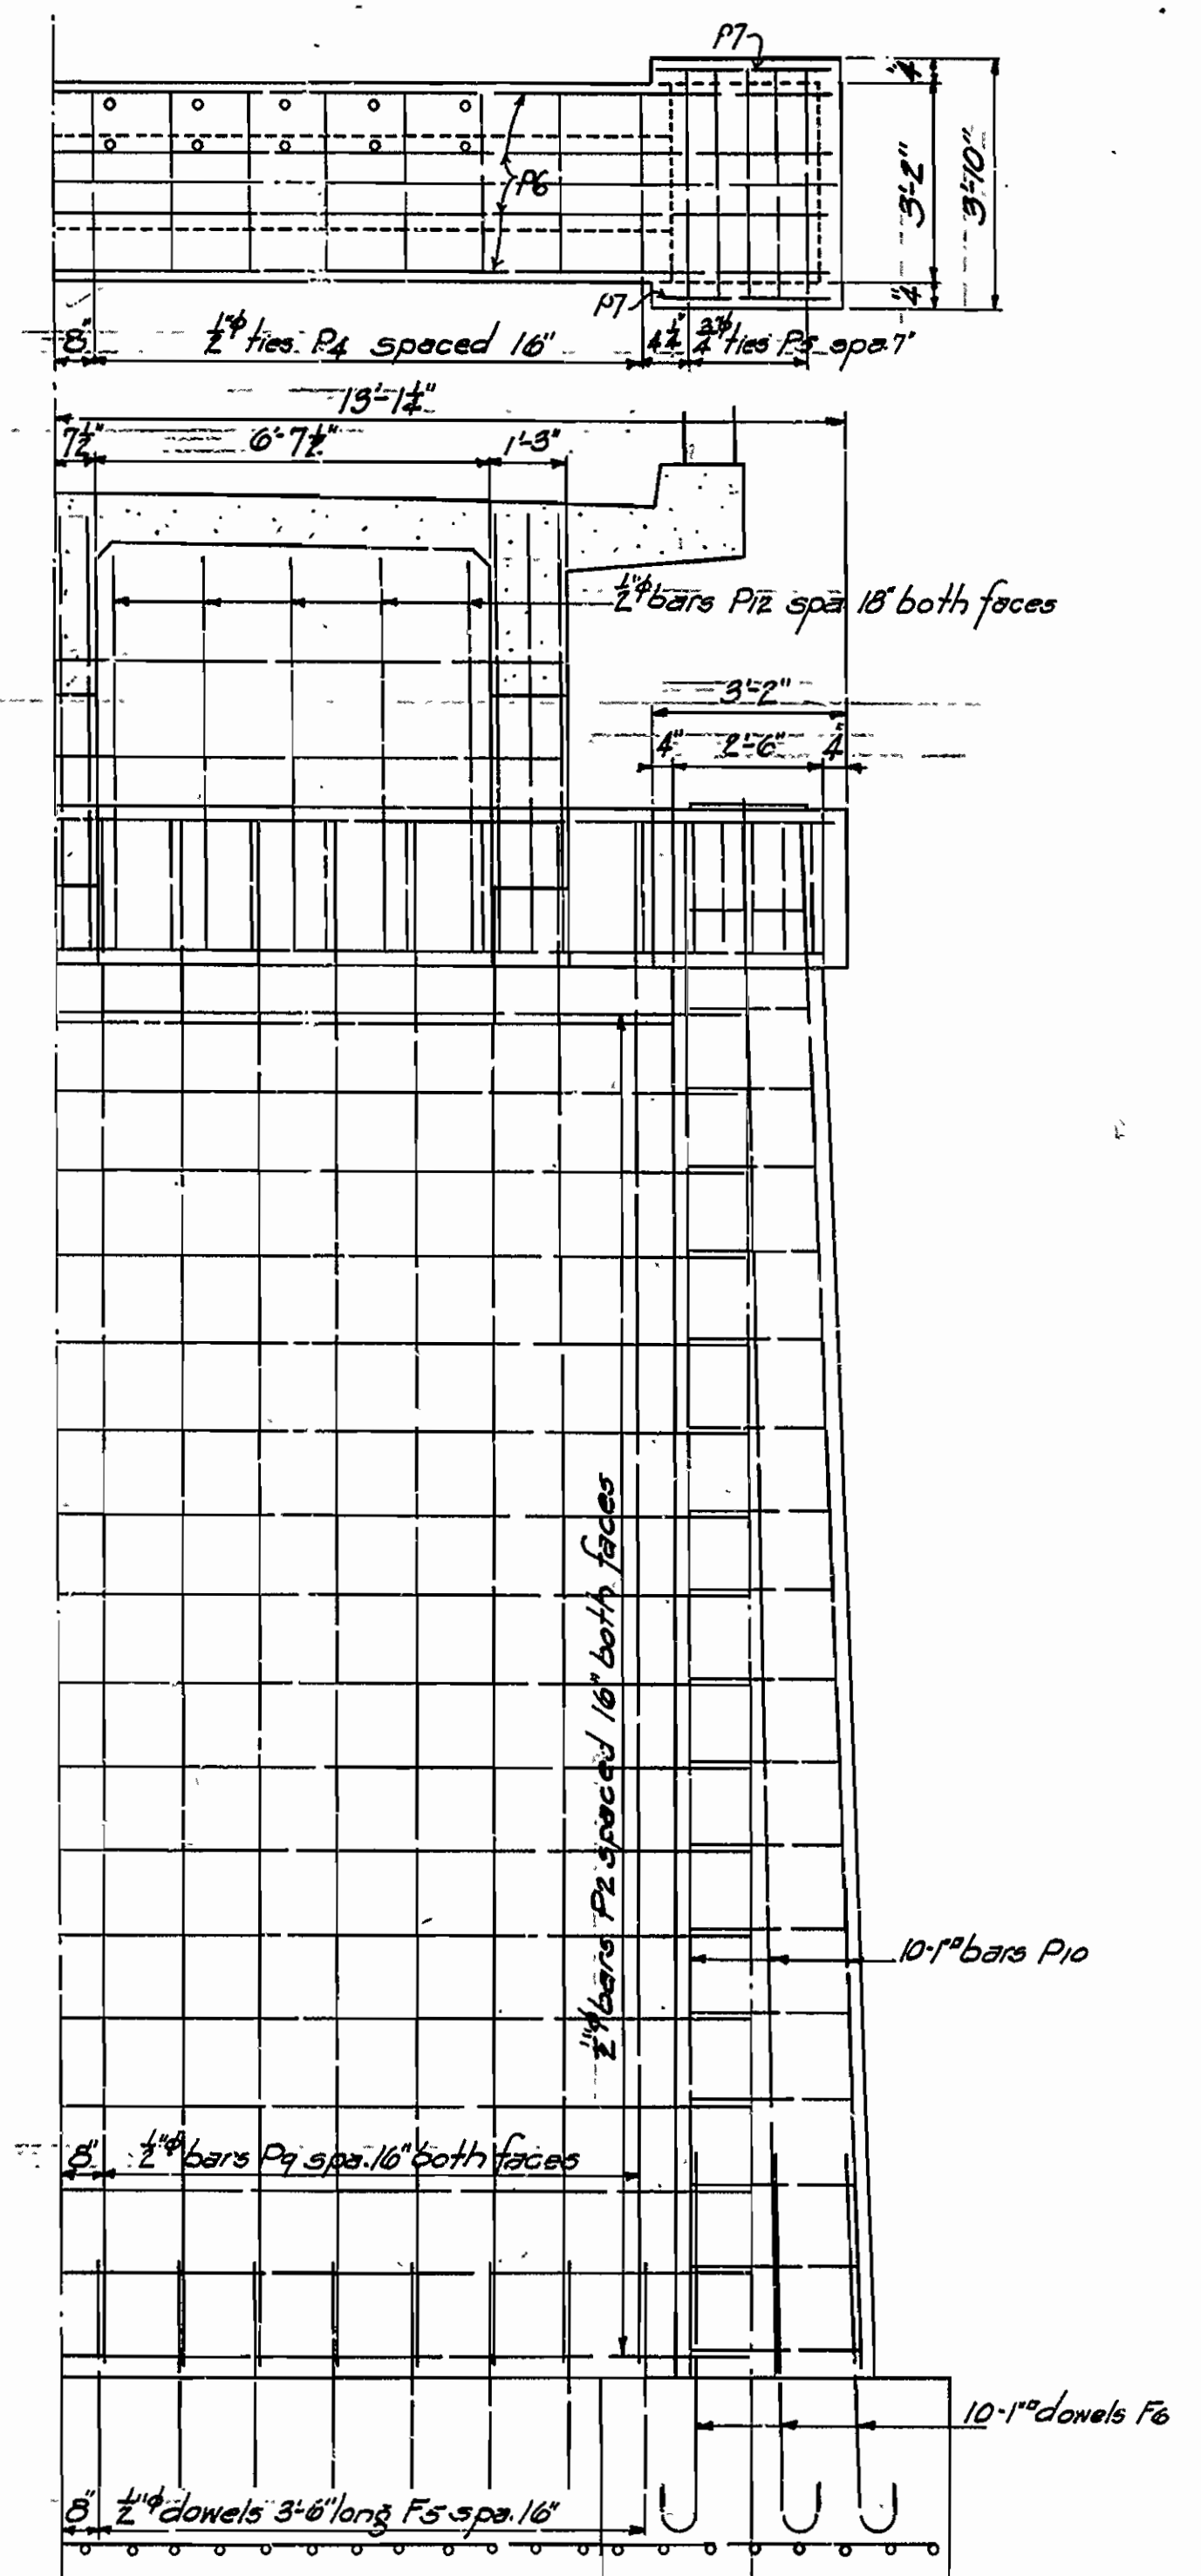 P7
4"
3'-2"
3'-10"
P6
P7
4"
8"
½"φ ties P4 spaced 16"
4¼"
¾"φ ties P5 spa. 7"
13'-1¼"
7½"
6'-7½"
1'-3"
½"φ bars P12 spa 18" both faces
3'-2"
4"
2'-6"
4"
½"φ bars P2 spaced 16" both faces
10-1"▫ bars P10
8"
½"φ bars P9 spa. 16" both faces
10-1"▫ dowels F6
8"
½"φ dowels 3'-6" long F5 spa. 16"